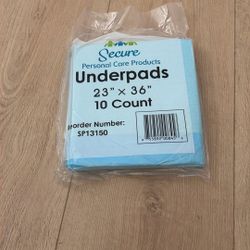 Secure
Personal Care Products
Underpads
23" x 36"
10 Count
Reorder Number:
SP13150